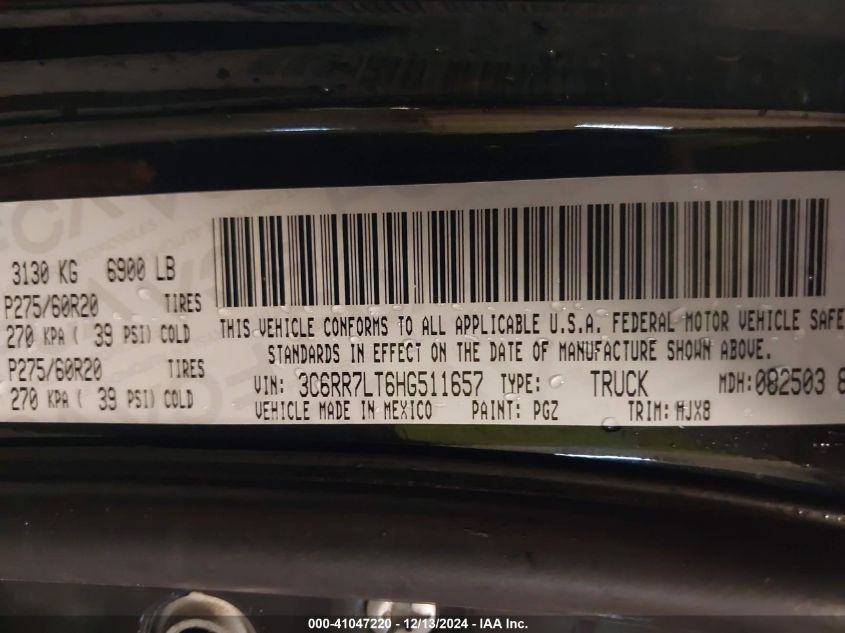 3130 KG 6900 LB
P275/60R20 TIRES
270 KPA ( 39 PSI) COLD
P275/60R20 TIRES
270 KPA ( 39 PSI) COLD
THIS VEHICLE CONFORMS TO ALL APPLICABLE U.S.A. FEDERAL MOTOR VEHICLE SAFE
STANDARDS IN EFFECT ON THE DATE OF MANUFACTURE SHOWN ABOVE.
VIN: 3C6RR7LT6HG511657 TYPE: TRUCK MDH: 082503 8
VEHICLE MADE IN MEXICO PAINT: PGZ TRIM: MJX8
000-41047220 - 12/13/2024 - IAA Inc.